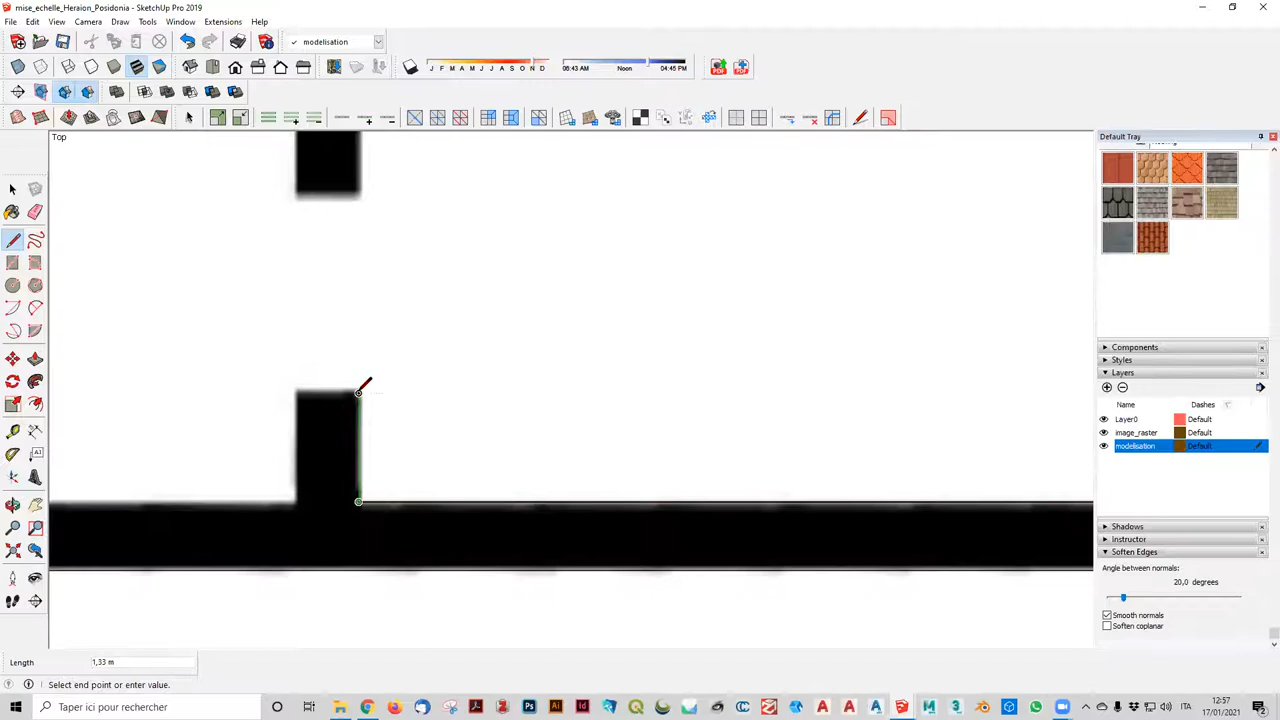 mise_echelle_Heraion_Posidonia - SketchUp Pro 2019
File Edit View Camera Draw Tools Window Extensions Help
modelisation
J F M A M J J A S O N D
06:43 AM Noon 04:45 PM
PDF PDF
Top
Default Tray
Components
Styles
Layers
Name Dashes
Layer0 Default
image_raster Default
modelisation Default
Shadows
Instructor
Soften Edges
Angle between normals:
20,0 degrees
Smooth normals
Soften coplanar
Length 1,33 m
Select end point or enter value.
Taper ici pour rechercher
ITA
12:57
17/01/2021